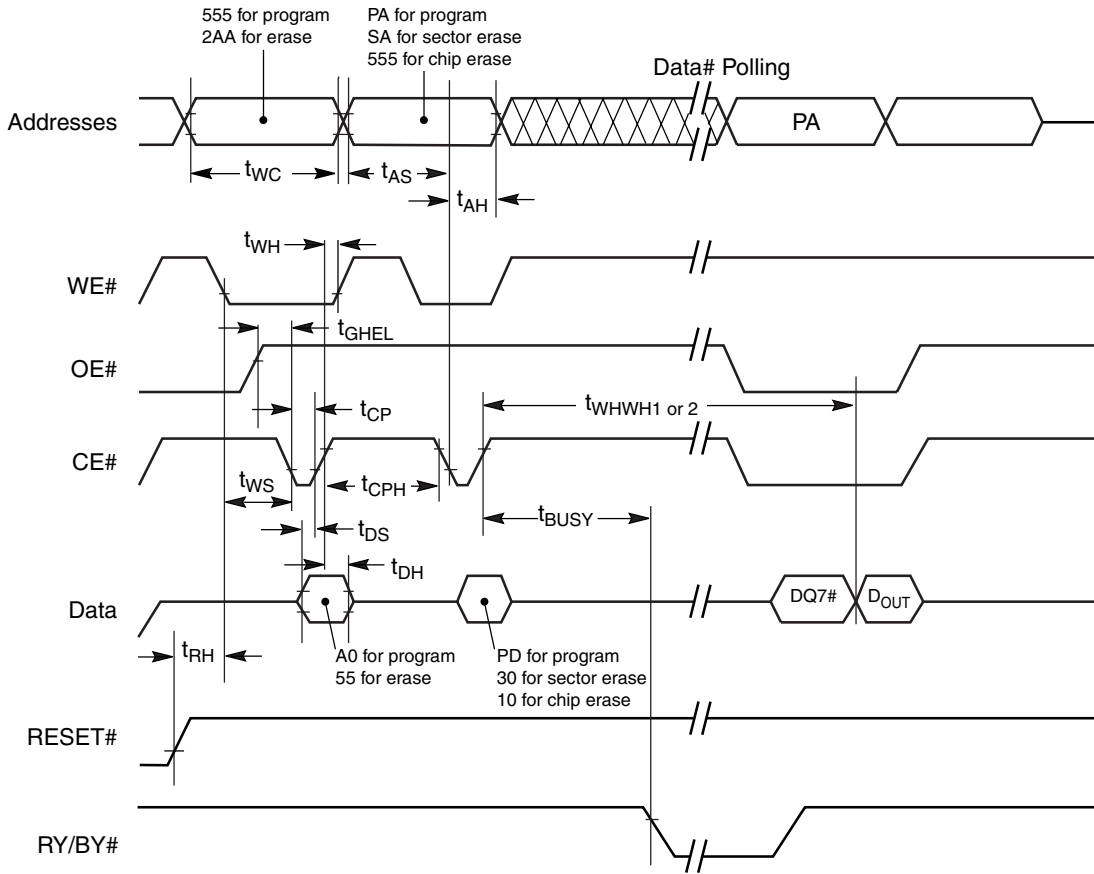 555 for program
2AA for erase
PA for program
SA for sector erase
555 for chip erase
Data# Polling
Addresses
PA
tWC
tAS
tAH
tWH
WE#
tGHEL
OE#
tWHWH1 or 2
tCP
CE#
tWS
tCPH
tBUSY
tDS
tDH
Data
DQ7#
DOUT
tRH
A0 for program
55 for erase
PD for program
30 for sector erase
10 for chip erase
RESET#
RY/BY#